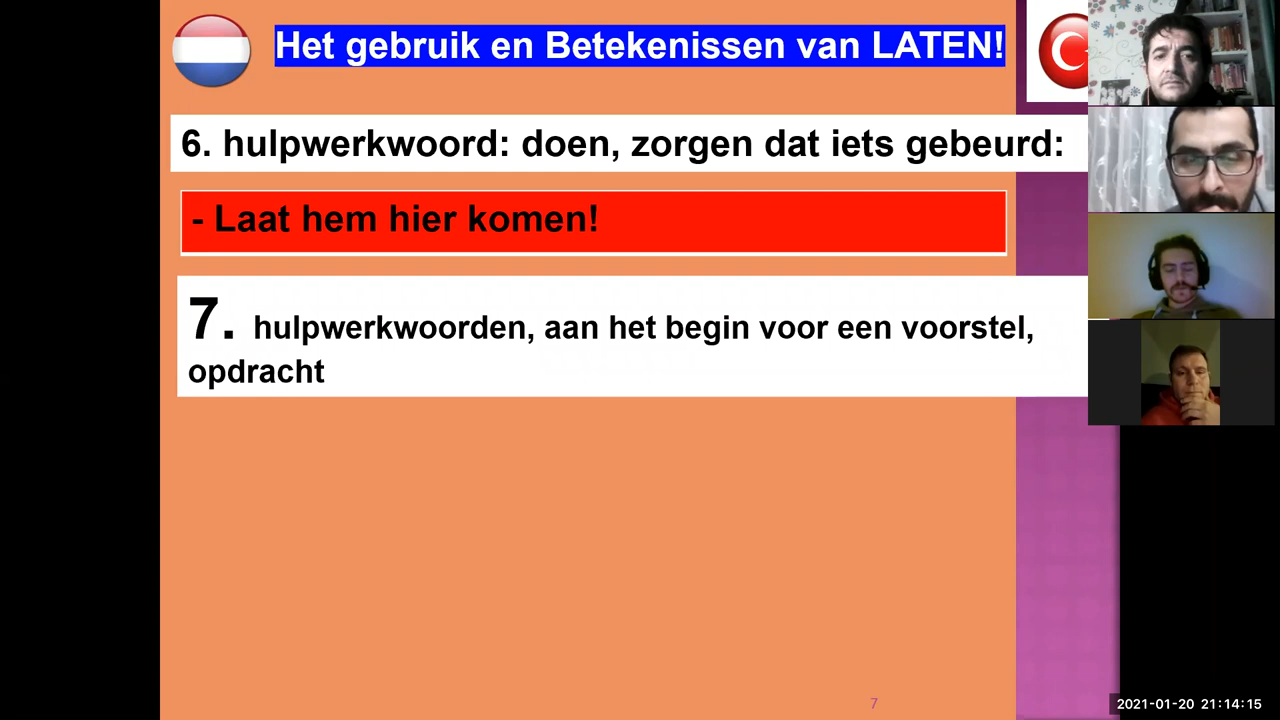 Het gebruik en Betekenissen van LATEN!
6. hulpwerkwoord: doen, zorgen dat iets gebeurd:
- Laat hem hier komen!
7. hulpwerkwoorden, aan het begin voor een voorstel,
opdracht
7
2021-01-20 21:14:15